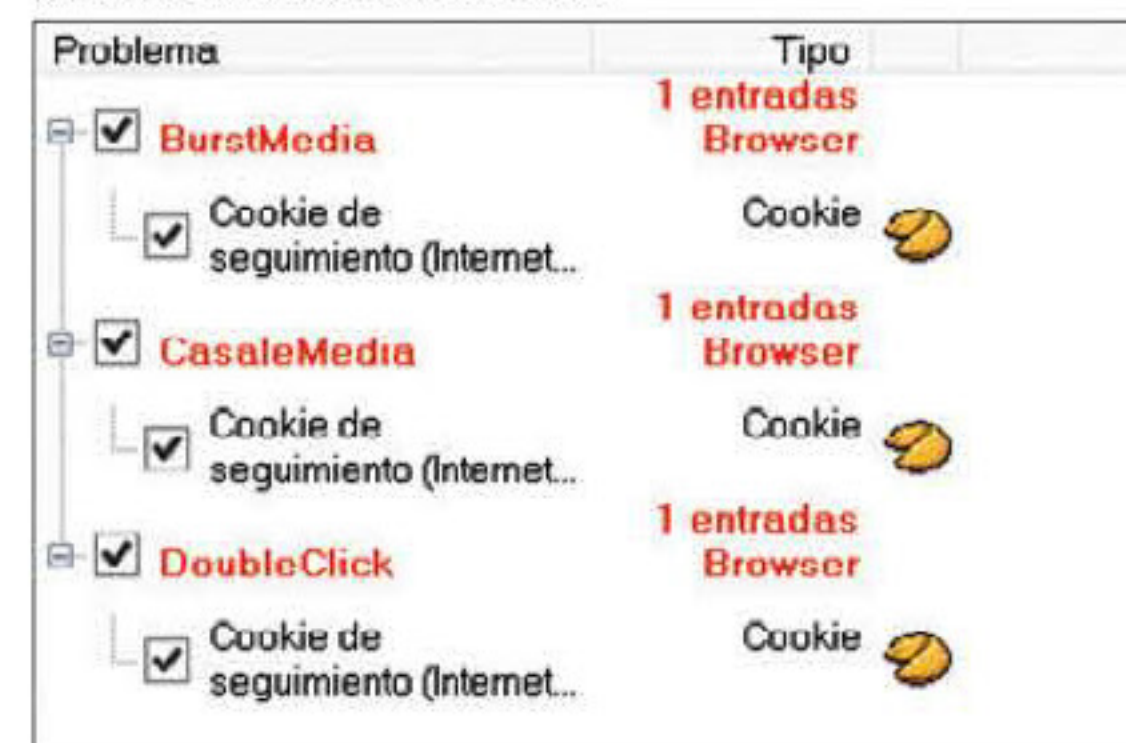 Problema Tipo
1 entradas
BurstMedia Browser
Cookie de Cookie
seguimiento (Internet...
1 entradas
CasaleMedia Browser
Cookie de Cookie
seguimiento (Internet...
1 entradas
DoubleClick Browser
Cookie de Cookie
seguimiento (Internet...